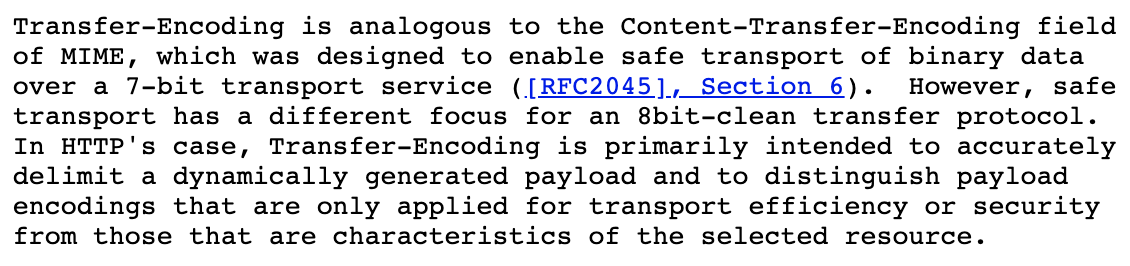 Transfer-Encoding is analogous to the Content-Transfer-Encoding field
of MIME, which was designed to enable safe transport of binary data
over a 7-bit transport service ([RFC2045], Section 6).  However, safe
transport has a different focus for an 8bit-clean transfer protocol.
In HTTP's case, Transfer-Encoding is primarily intended to accurately
delimit a dynamically generated payload and to distinguish payload
encodings that are only applied for transport efficiency or security
from those that are characteristics of the selected resource.